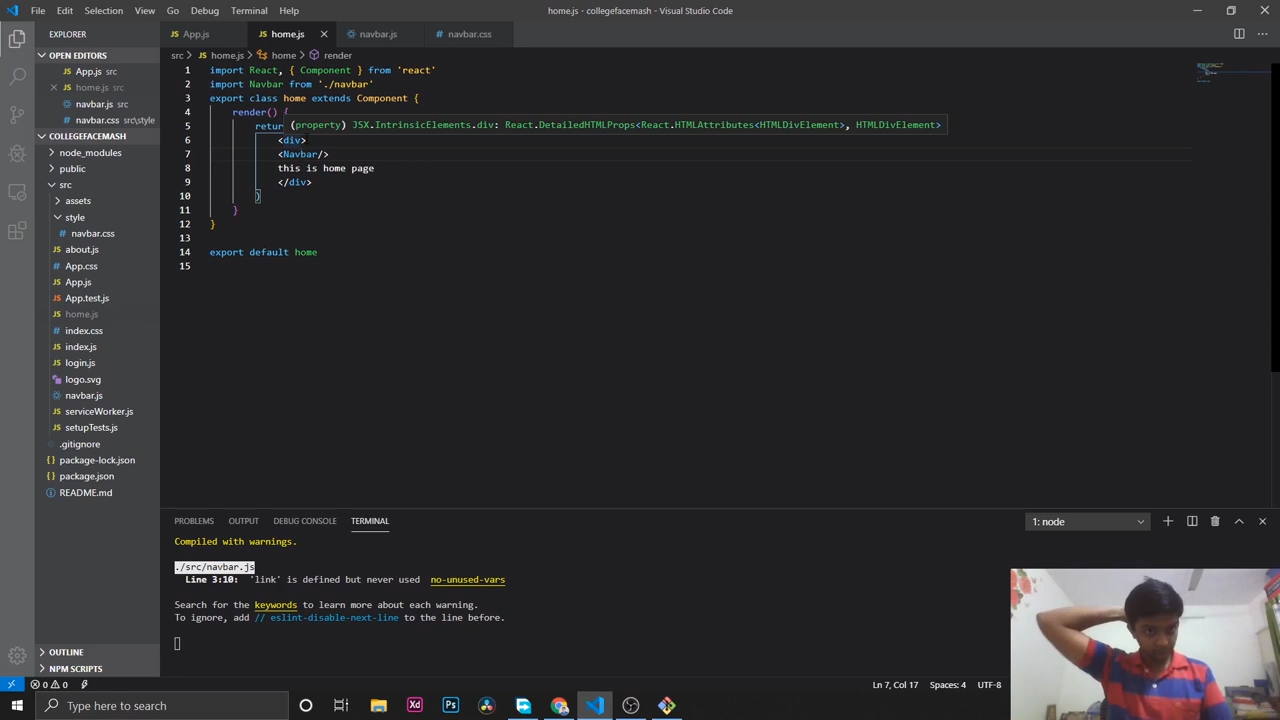 File Edit Selection View Go Debug Terminal Help
home.js - collegefacemash - Visual Studio Code
EXPLORER
OPEN EDITORS
JS App.js src
home.js src
navbar.js src
# navbar.css src\style
COLLEGEFACEMASH
node_modules
public
src
assets
style
# navbar.css
JS about.js
# App.css
JS App.js
JS App.test.js
JS home.js
# index.css
JS index.js
JS login.js
logo.svg
navbar.js
JS serviceWorker.js
JS setupTests.js
.gitignore
{ } package-lock.json
{ } package.json
README.md
OUTLINE
NPM SCRIPTS
JS App.js
JS home.js
navbar.js
# navbar.css
src > JS home.js > home > render
1 import React, { Component } from 'react'
2 import Navbar from './navbar'
3 export class home extends Component {
4 render() {
5 retur
(property) JSX.IntrinsicElements.div: React.DetailedHTMLProps<React.HTMLAttributes<HTMLDivElement>, HTMLDivElement>
6 <div>
7 <Navbar/>
8 this is home page
9 </div>
10 )
11 }
12 }
13
14 export default home
15
PROBLEMS OUTPUT DEBUG CONSOLE TERMINAL
1: node
Compiled with warnings.
./src/navbar.js
Line 3:10: 'link' is defined but never used no-unused-vars
Search for the keywords to learn more about each warning.
To ignore, add // eslint-disable-next-line to the line before.
0 0
Ln 7, Col 17 Spaces: 4 UTF-8
Type here to search
Xd
Ps